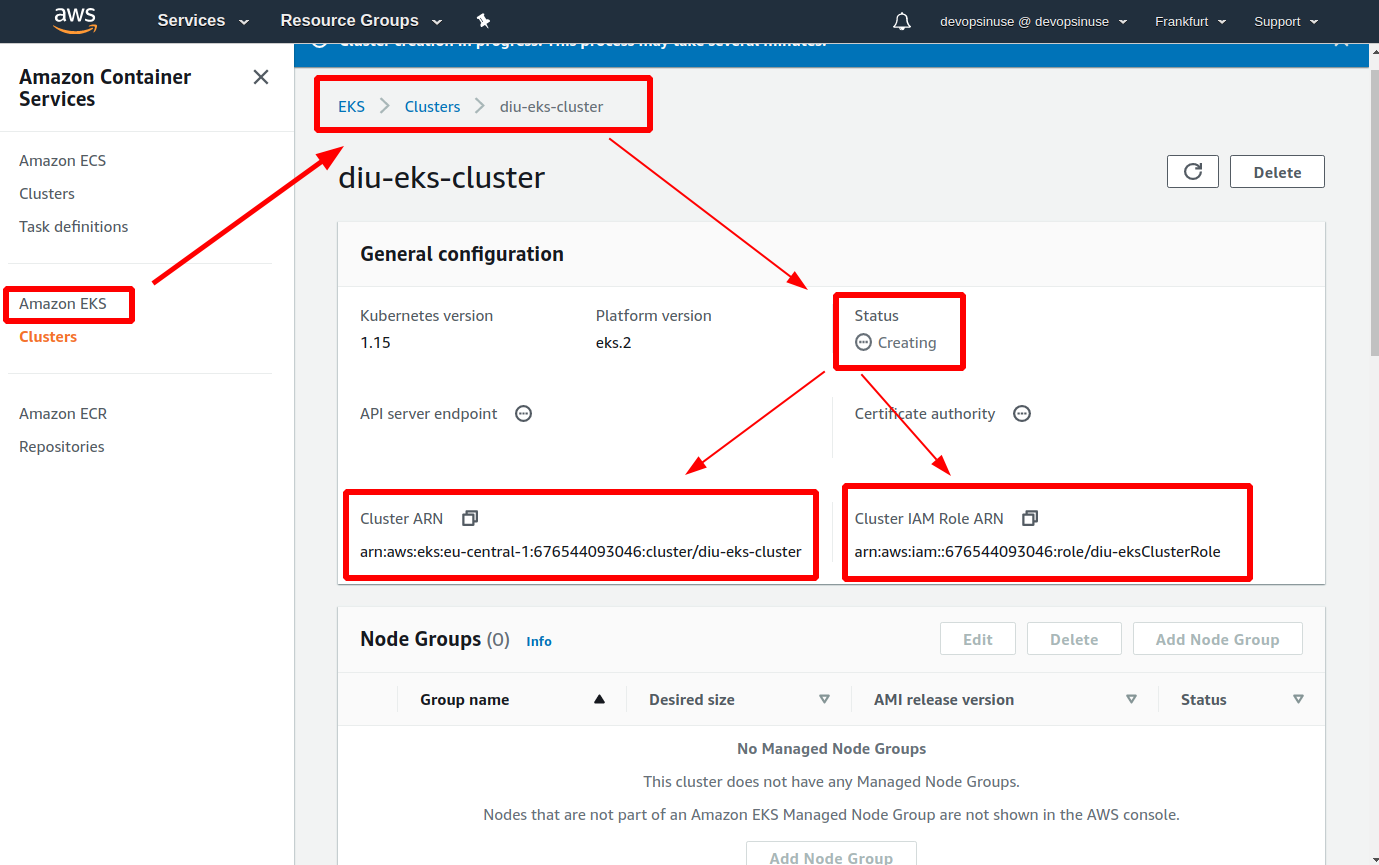 aws Services Resource Groups devopsinuse @ devopsinuse Frankfurt Support
Cluster creation in progress. This process may take several minutes.
Amazon Container
Services
Amazon ECS
Clusters
Task definitions
Amazon EKS
Clusters
Amazon ECR
Repositories
EKS Clusters diu-eks-cluster
diu-eks-cluster
Delete
General configuration
Kubernetes version
1.15
Platform version
eks.2
Status
Creating
API server endpoint
Certificate authority
Cluster ARN
arn:aws:eks:eu-central-1:676544093046:cluster/diu-eks-cluster
Cluster IAM Role ARN
arn:aws:iam::676544093046:role/diu-eksClusterRole
Node Groups (0) Info
Edit Delete Add Node Group
Group name Desired size AMI release version Status
No Managed Node Groups
This cluster does not have any Managed Node Groups.
Nodes that are not part of an Amazon EKS Managed Node Group are not shown in the AWS console.
Add Node Group